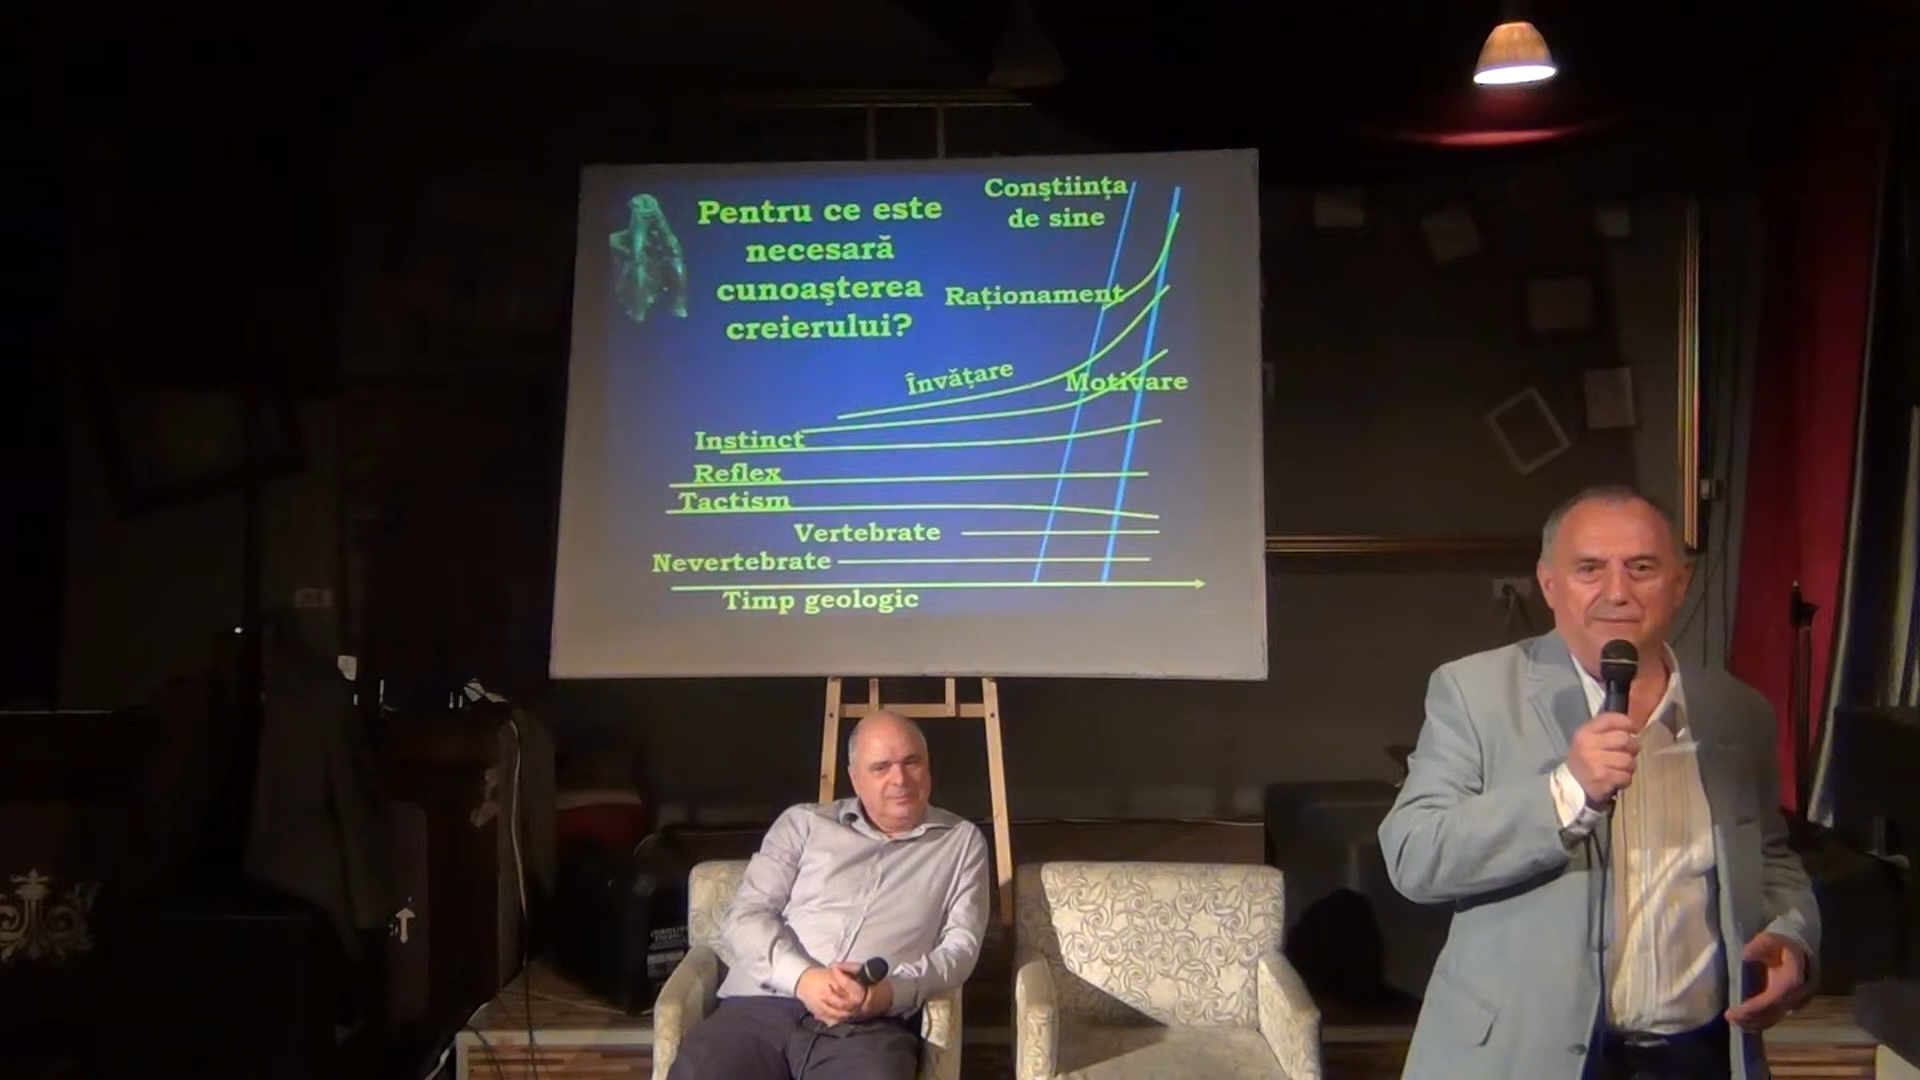 Pentru ce este
necesară
cunoaşterea
creierului?
Conştiinţa
de sine
Raţionament
Învăţare
Motivare
Instinct
Reflex
Tactism
Vertebrate
Nevertebrate
Timp geologic